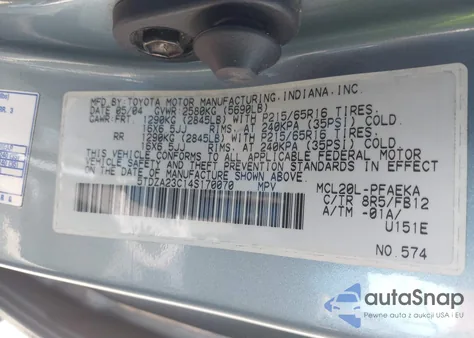 MFD. BY: TOYOTA MOTOR MANUFACTURING, INDIANA, INC.
DATE: 05/04 GVWR 2580KG (5690LB)
GAWR: FRT 1290KG (2845LB) WITH P215/65R16 TIRES,
16X6.5JJ RIMS, AT 240KPA (35PSI) COLD.
RR 1290KG (2845LB) WITH P215/65R16 TIRES,
16X6.5JJ RIMS, AT 240KPA (35PSI) COLD.
THIS VEHICLE CONFORMS TO ALL APPLICABLE FEDERAL MOTOR
VEHICLE SAFETY STANDARDS IN EFFECT ON THE DATE OF
MANUFACTURE SHOWN ABOVE.
5TDZA23C14S170070 MPV
MCL20L-PFAEKA
C/TR 8R5/FB12
A/TM -01A/
U151E
NO. 574
autoSnap
Pewne auta z aukcji USA i EU